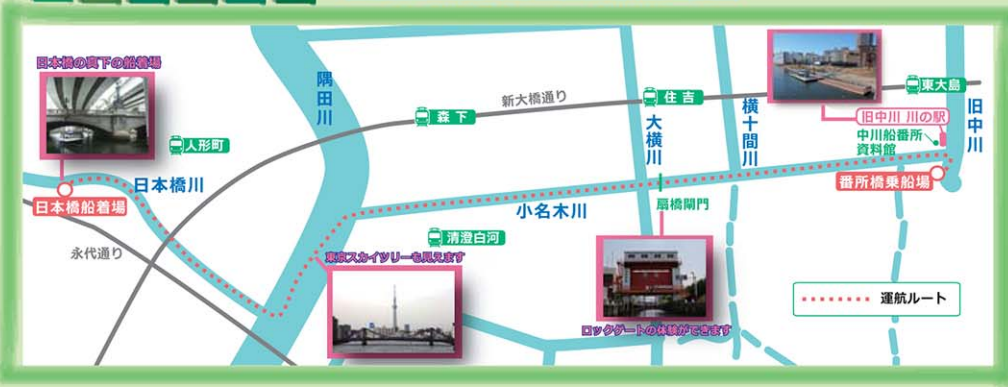 日本橋の真下の船着場
隅田川
新大橋通り
森下
住吉
東大島
人形町
大横川
横十間川
旧中川 川の駅
中川船番所
資料館
旧中川
日本橋川
日本橋船着場
番所橋乗船場
小名木川
扇橋閘門
永代通り
清澄白河
東京スカイツリーも見えます
ロックゲートの体験ができます
運航ルート